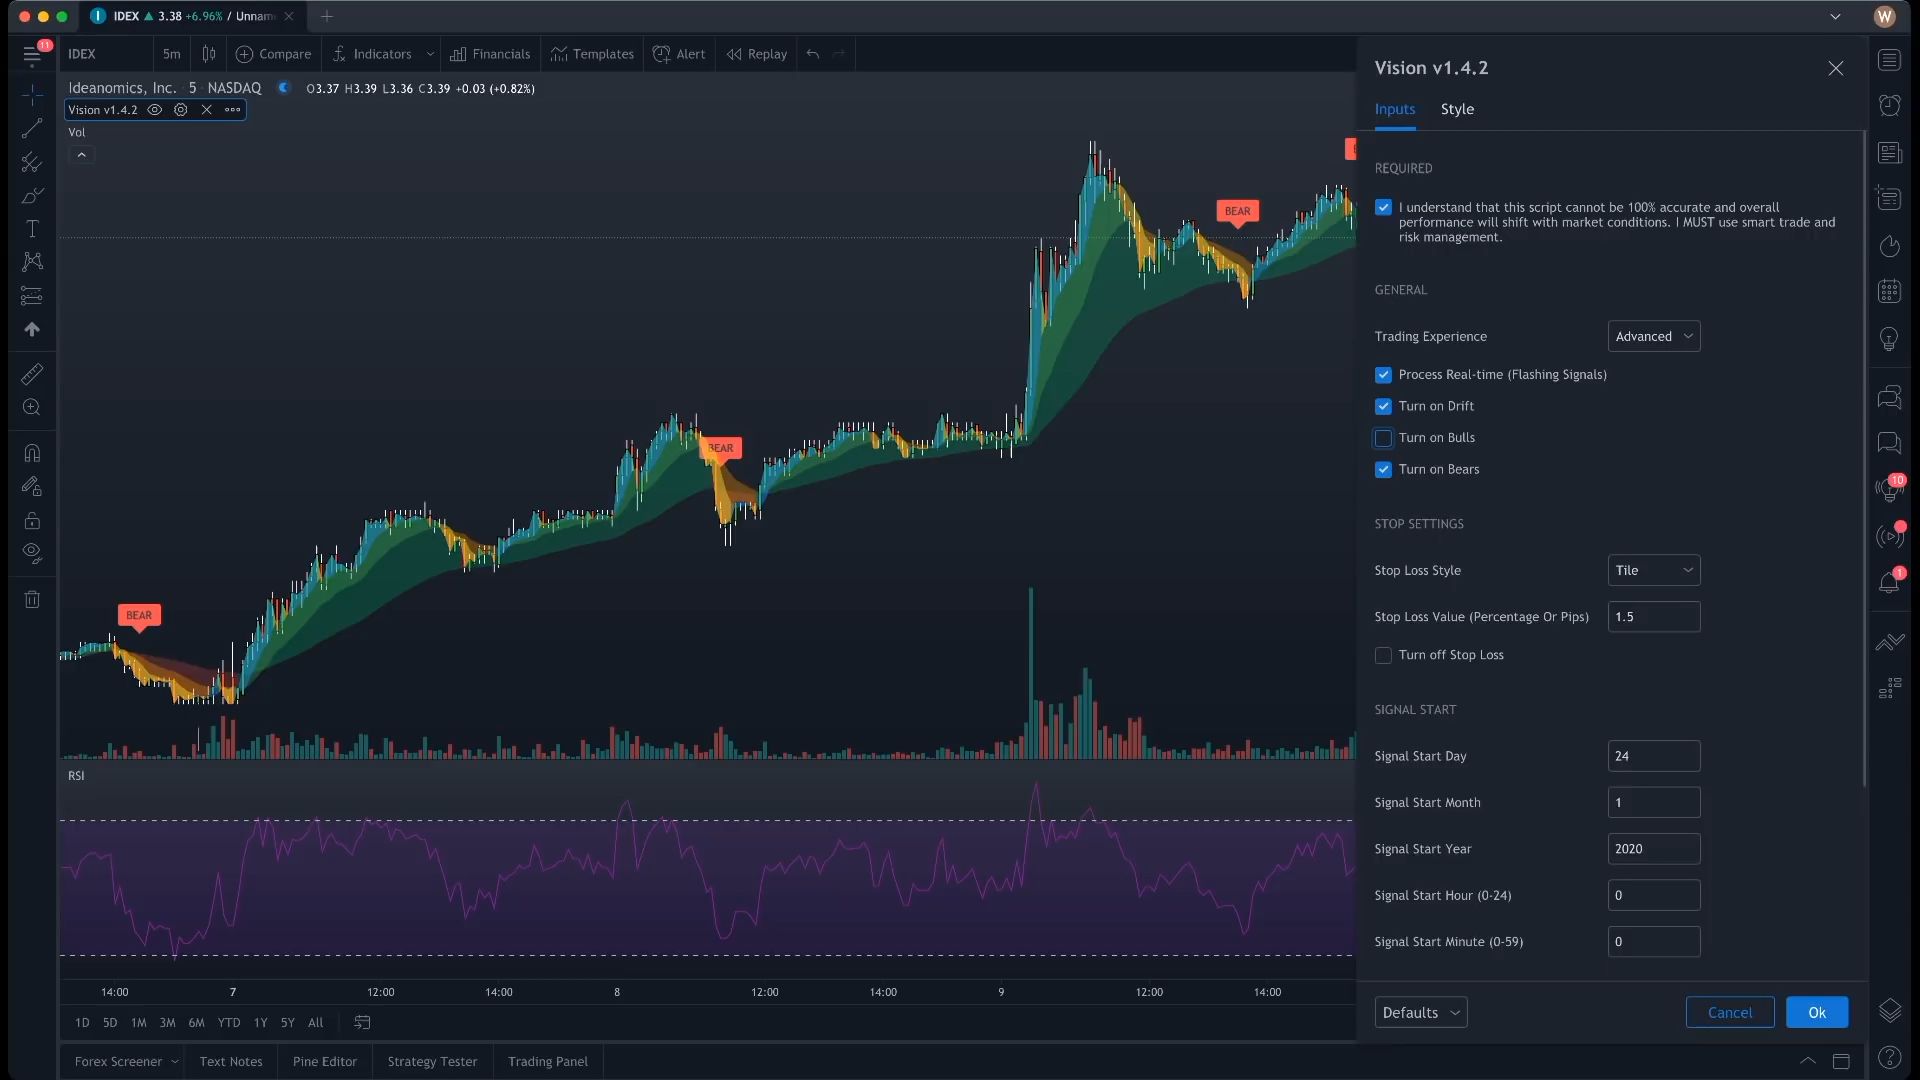 IDEX ▲ 3.38 +6.96% / Unnam
W
11
IDEX
5m
Compare
Indicators
Financials
Templates
Alert
Replay
Ideanomics, Inc. 5 NASDAQ
O3.37 H3.39 L3.36 C3.39 +0.03 (+0.82%)
Vision v1.4.2
Vol
BEAR
BEAR
BEAR
RSI
14:00
7
12:00
14:00
8
12:00
14:00
9
12:00
14:00
1D
5D
1M
3M
6M
YTD
1Y
5Y
All
Forex Screener
Text Notes
Pine Editor
Strategy Tester
Trading Panel
Vision v1.4.2
Inputs
Style
REQUIRED
I understand that this script cannot be 100% accurate and overall
performance will shift with market conditions. I MUST use smart trade and
risk management.
GENERAL
Trading Experience
Advanced
Process Real-time (Flashing Signals)
Turn on Drift
Turn on Bulls
Turn on Bears
STOP SETTINGS
Stop Loss Style
Tile
Stop Loss Value (Percentage Or Pips)
1.5
Turn off Stop Loss
SIGNAL START
Signal Start Day
24
Signal Start Month
1
Signal Start Year
2020
Signal Start Hour (0-24)
0
Signal Start Minute (0-59)
0
Defaults
Cancel
Ok
10
1